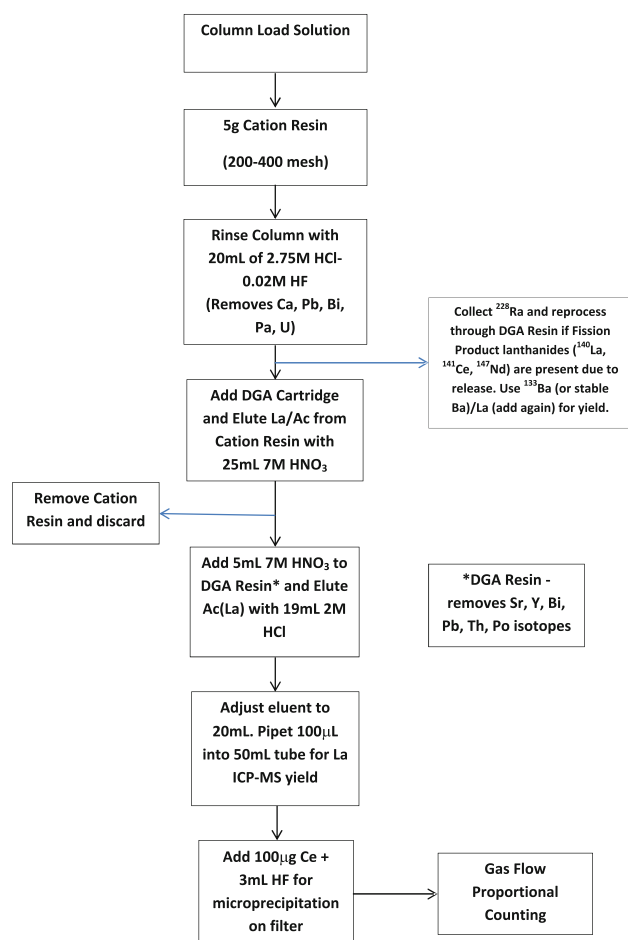 Column Load Solution
5g Cation Resin
(200-400 mesh)
Rinse Column with
20mL of 2.75M HCl-
0.02M HF
(Removes Ca, Pb, Bi,
Pa, U)
Collect ²²⁸Ra and reprocess
through DGA Resin if Fission
Product lanthanides (¹⁴⁰La,
¹⁴¹Ce, ¹⁴⁷Nd) are present due to
release. Use ¹³³Ba (or stable
Ba)/La (add again) for yield.
Add DGA Cartridge
and Elute La/Ac from
Cation Resin with
25mL 7M HNO₃
Remove Cation
Resin and discard
Add 5mL 7M HNO₃ to
DGA Resin* and Elute
Ac(La) with 19mL 2M
HCl
*DGA Resin -
removes Sr, Y, Bi,
Pb, Th, Po isotopes
Adjust eluent to
20mL. Pipet 100μL
into 50mL tube for La
ICP-MS yield
Add 100μg Ce +
3mL HF for
microprecipitation
on filter
Gas Flow
Proportional
Counting